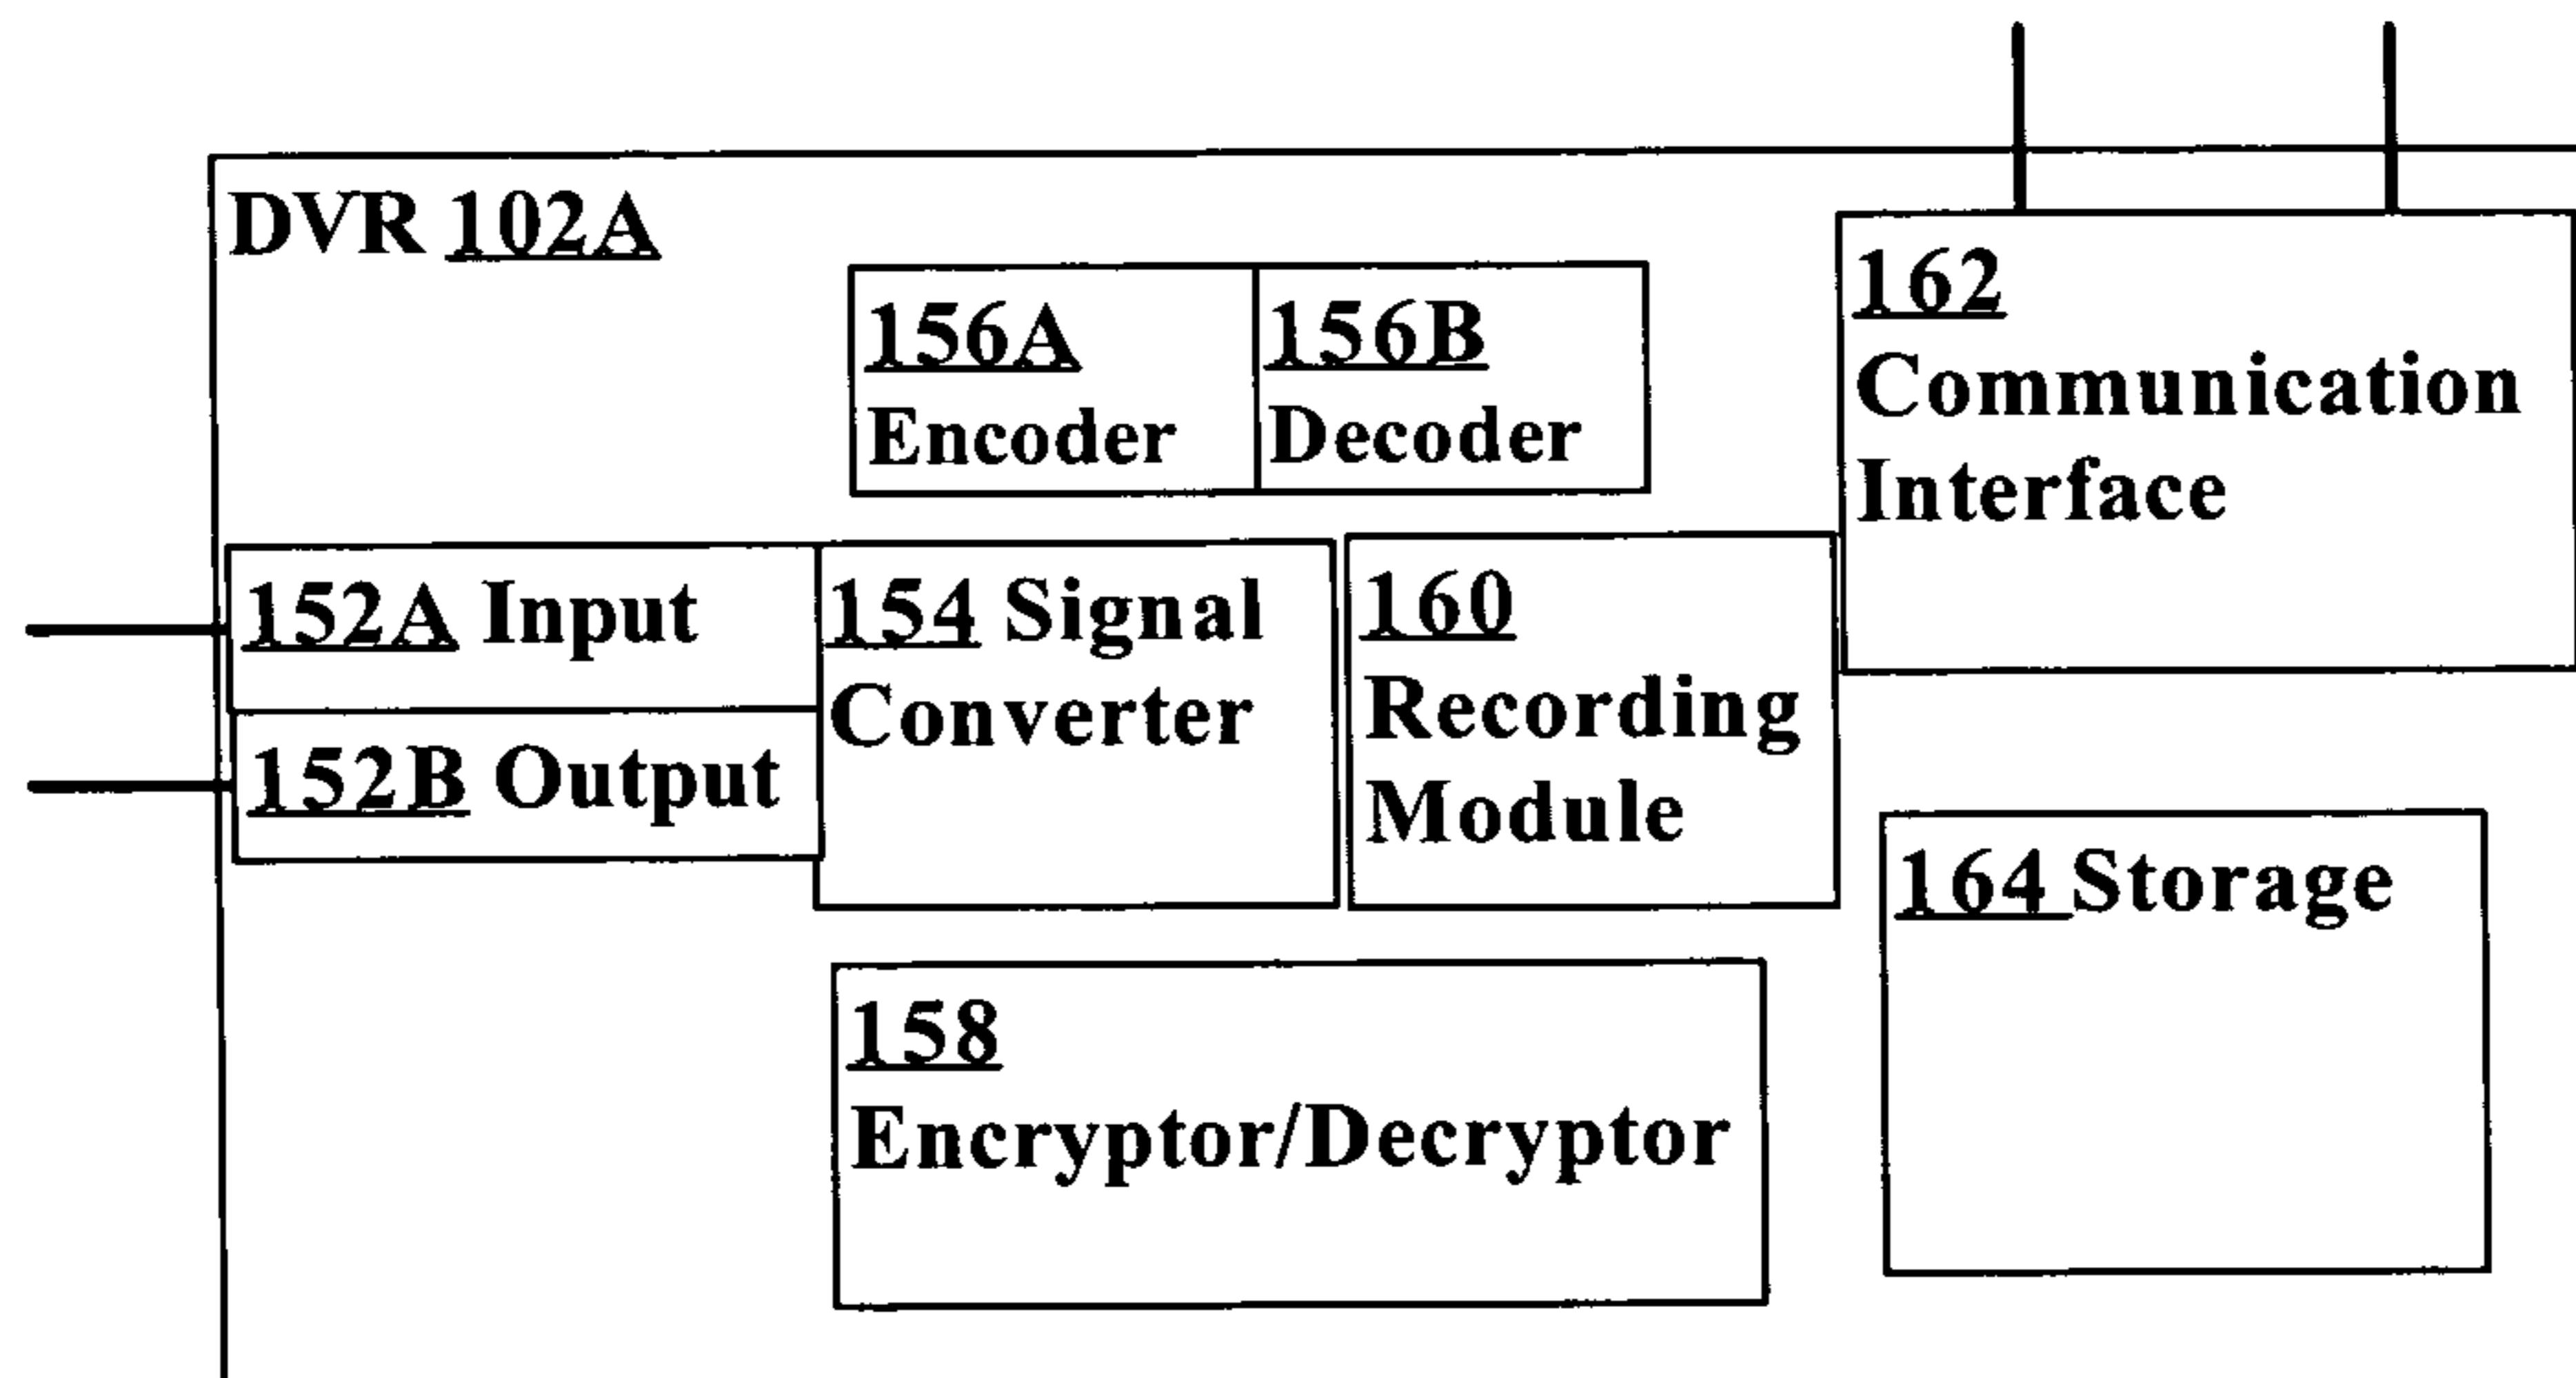 DVR 102A
156A
Encoder
156B
Decoder
162
Communication
Interface
152A Input
152B Output
154 Signal
Converter
160
Recording
Module
164 Storage
158
Encryptor/Decryptor